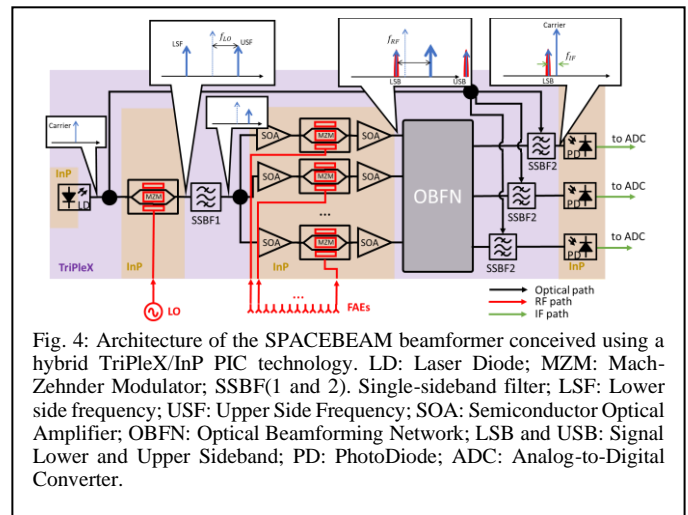 LSF
f_LO
USF
f_RF
LSB
USB
Carrier
LSB
f_IF
Carrier
InP
LD
MZM
SSBF1
SOA
MZM
SOA
SOA
MZM
SOA
...
SOA
MZM
SOA
OBFN
SSBF2
SSBF2
SSBF2
PD
PD
PD
to ADC
to ADC
to ADC
TriPleX
InP
InP
InP
LO
...
FAEs
Optical path
RF path
IF path
Fig. 4: Architecture of the SPACEBEAM beamformer conceived using a
hybrid TriPleX/InP PIC technology. LD: Laser Diode; MZM: Mach-
Zehnder Modulator; SSBF(1 and 2). Single-sideband filter; LSF: Lower
side frequency; USF: Upper Side Frequency; SOA: Semiconductor Optical
Amplifier; OBFN: Optical Beamforming Network; LSB and USB: Signal
Lower and Upper Sideband; PD: PhotoDiode; ADC: Analog-to-Digital
Converter.